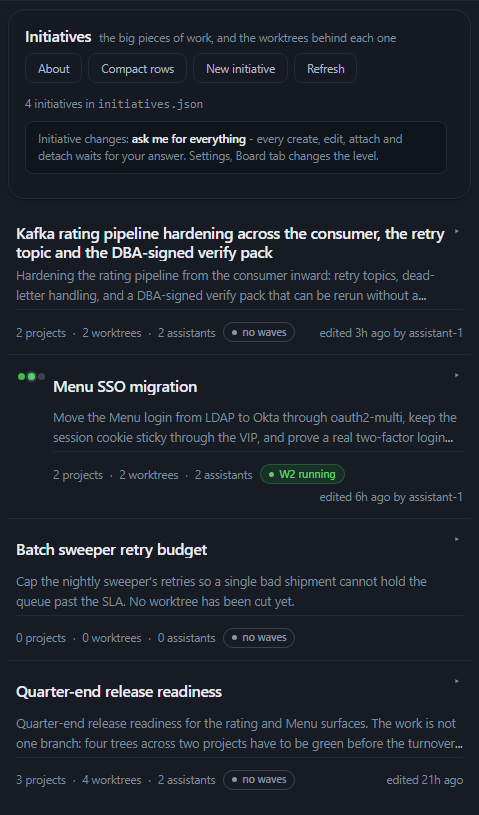 Initiatives the big pieces of work, and the worktrees behind each one
About Compact rows New initiative Refresh
4 initiatives in initiatives.json
Initiative changes: ask me for everything - every create, edit, attach and
detach waits for your answer. Settings, Board tab changes the level.
Kafka rating pipeline hardening across the consumer, the retry
topic and the DBA-signed verify pack
Hardening the rating pipeline from the consumer inward: retry topics, dead-
letter handling, and a DBA-signed verify pack that can be rerun without a...
2 projects · 2 worktrees · 2 assistants no waves edited 3h ago by assistant-1
Menu SSO migration
Move the Menu login from LDAP to Okta through oauth2-multi, keep the
session cookie sticky through the VIP, and prove a real two-factor login...
2 projects · 2 worktrees · 2 assistants W2 running
edited 6h ago by assistant-1
Batch sweeper retry budget
Cap the nightly sweeper's retries so a single bad shipment cannot hold the
queue past the SLA. No worktree has been cut yet.
0 projects · 0 worktrees · 0 assistants no waves
Quarter-end release readiness
Quarter-end release readiness for the rating and Menu surfaces. The work is not
one branch: four trees across two projects have to be green before the turnover...
3 projects · 4 worktrees · 2 assistants no waves edited 21h ago